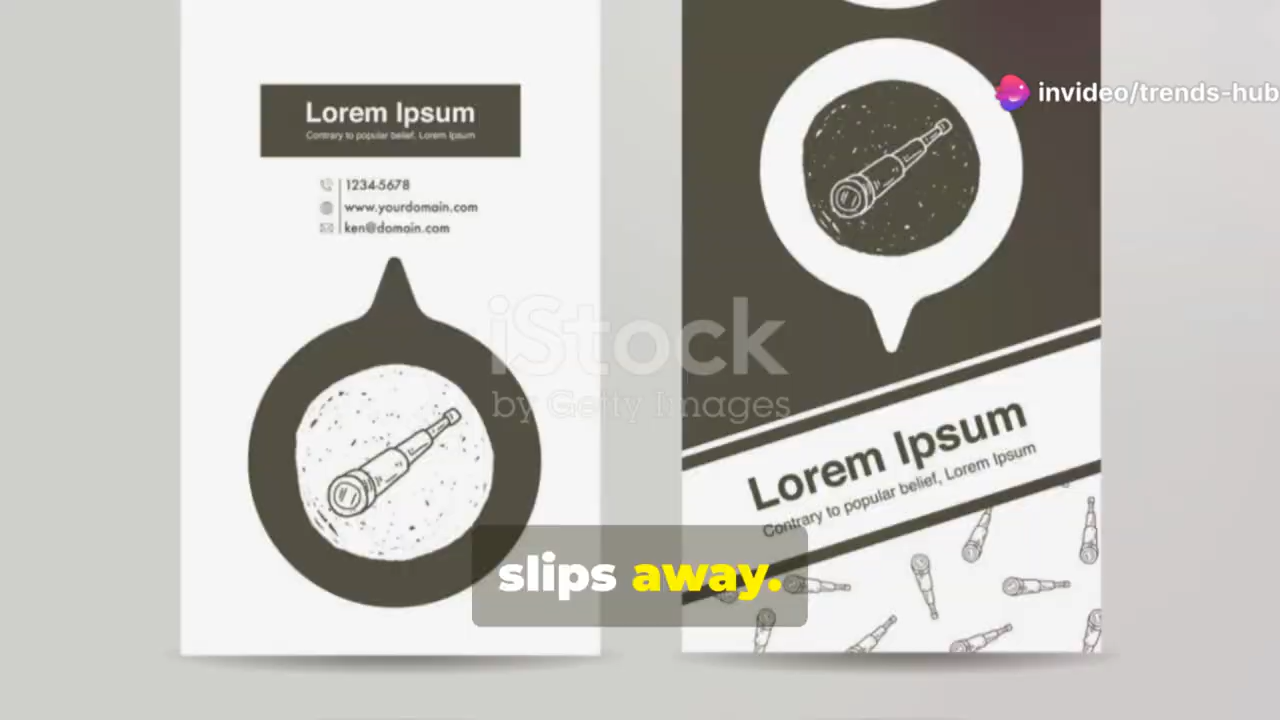 Lorem Ipsum
Contrary to popular belief, Lorem Ipsum
1234-5678
www.yourdomain.com
ken@domain.com
invideo/trends-hub
iStock
by Getty Images
Lorem Ipsum
Contrary to popular belief, Lorem Ipsum
slips away.